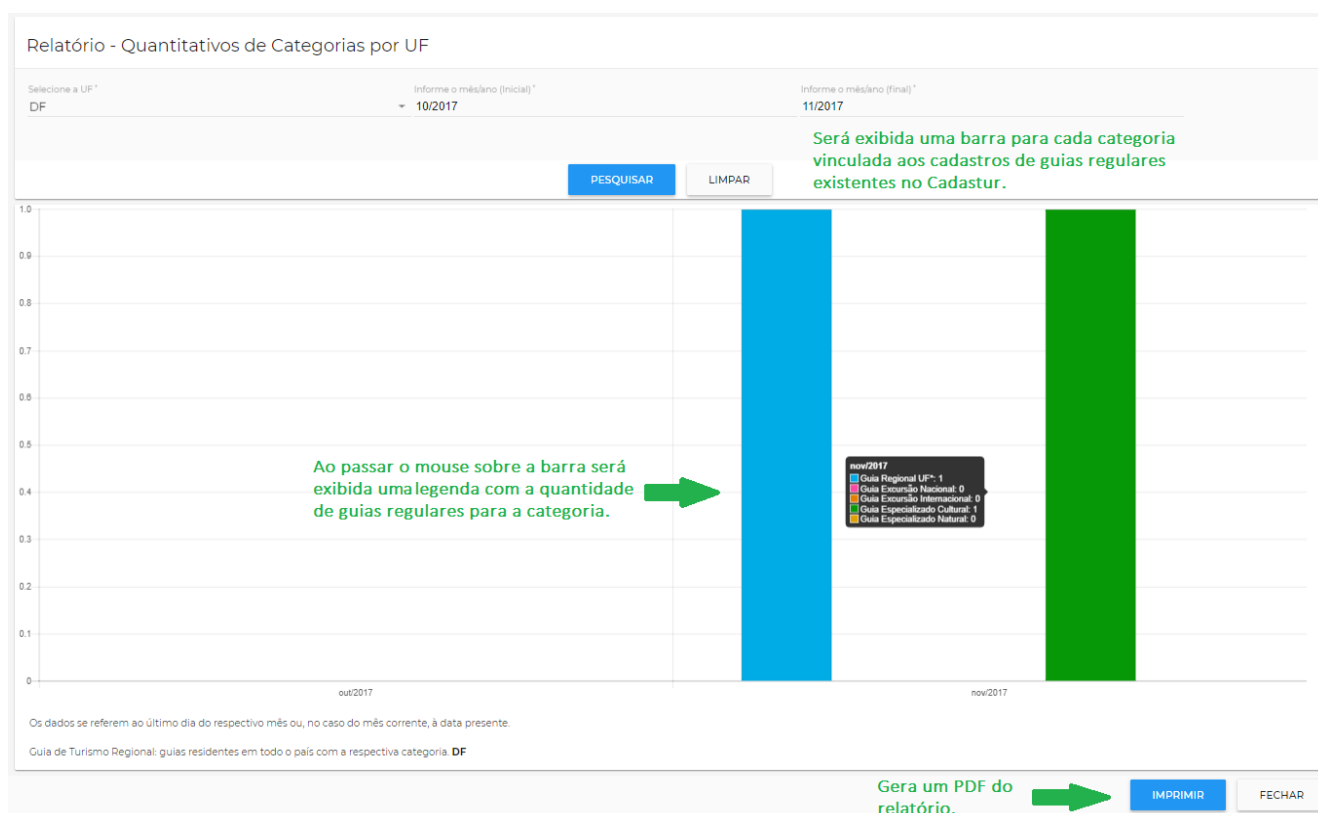 Relatório - Quantitativos de Categorias por UF
Selecione a UF *
Informe o mês/ano (Inicial) *
Informe o mês/ano (final) *
DF
10/2017
11/2017
Será exibida uma barra para cada categoria
vinculada aos cadastros de guias regulares
existentes no Cadastur.
PESQUISAR
LIMPAR
1.0
0.9
0.8
0.7
0.6
0.5
0.4
0.3
0.2
0.1
0
Ao passar o mouse sobre a barra será
exibida uma legenda com a quantidade
de guias regulares para a categoria.
nov/2017
Guia Regional UF*: 1
Guia Excursão Nacional: 0
Guia Excursão Internacional: 0
Guia Especializado Cultural: 1
Guia Especializado Natural: 0
out/2017
nov/2017
Os dados se referem ao último dia do respectivo mês ou, no caso do mês corrente, à data presente.
Guia de Turismo Regional: guias residentes em todo o país com a respectiva categoria. DF
Gera um PDF do
relatório.
IMPRIMIR
FECHAR